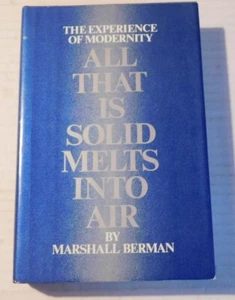 THE EXPERIENCE
OF MODERNITY
ALL
THAT
IS
SOLID
MELTS
INTO
AIR
BY
MARSHALL BERMAN